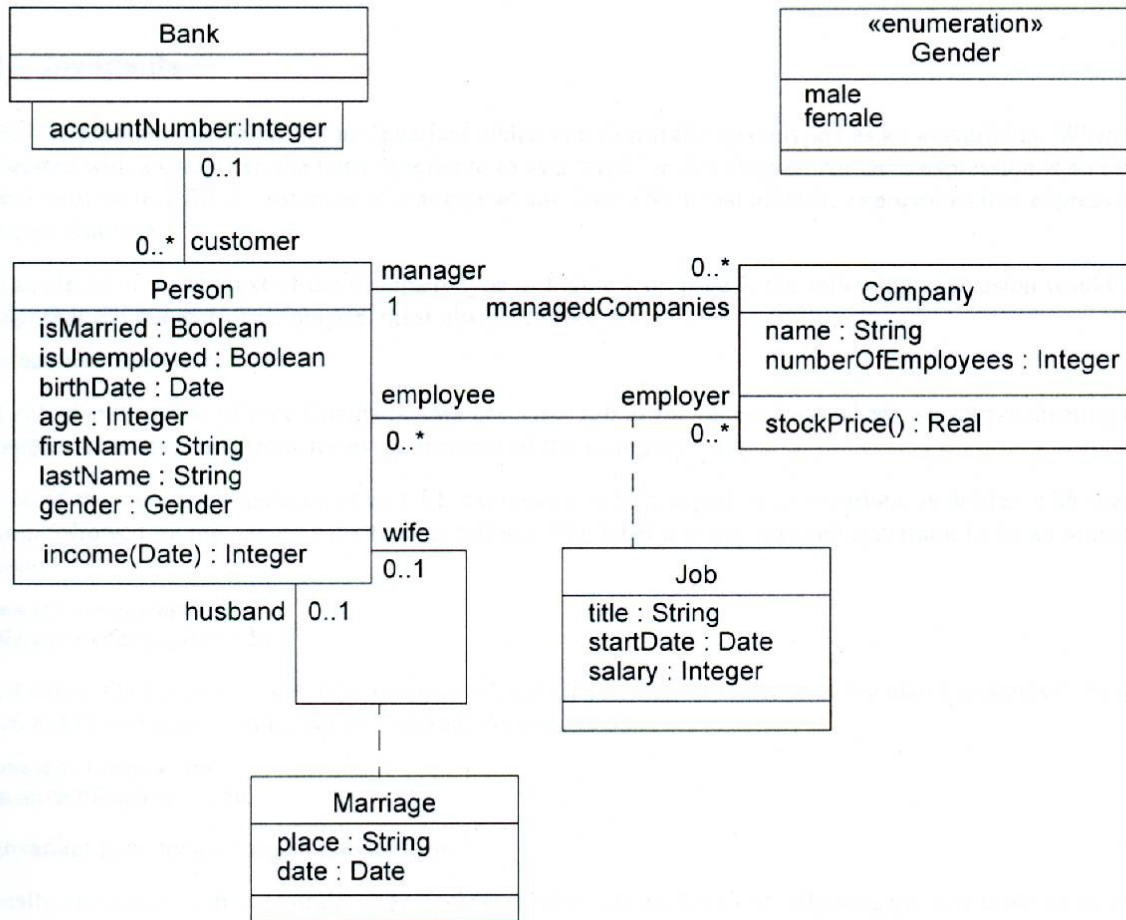 Bank
accountNumber:Integer
0..1
0..* customer
«enumeration»
Gender
male
female
Person
isMarried : Boolean
isUnemployed : Boolean
birthDate : Date
age : Integer
firstName : String
lastName : String
gender : Gender
income(Date) : Integer
manager
1
0..*
managedCompanies
employee
0..*
employer
0..*
Company
name : String
numberOfEmployees : Integer
stockPrice() : Real
wife
0..1
husband 0..1
Job
title : String
startDate : Date
salary : Integer
Marriage
place : String
date : Date